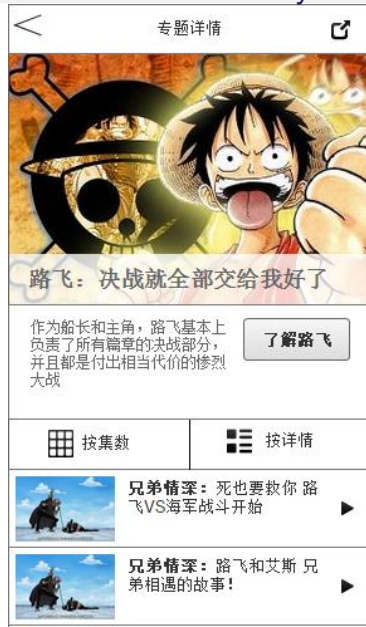 专题详情
路飞：决战就全部交给我好了
作为船长和主角，路飞基本上
负责了所有篇章的决战部分，
并且都是付出相当代价的惨烈
大战
了解路飞
按集数
按详情
兄弟情深：死也要救你 路
飞VS海军战斗开始
兄弟情深：路飞和艾斯 兄
弟相遇的故事！